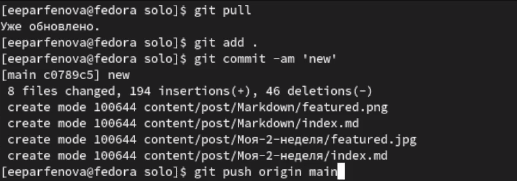 [eeparfenova@fedora solo]$ git pull
Уже обновлено.
[eeparfenova@fedora solo]$ git add .
[eeparfenova@fedora solo]$ git commit -am 'new'
[main c0789c5] new
 8 files changed, 194 insertions(+), 46 deletions(-)
 create mode 100644 content/post/Markdown/featured.png
 create mode 100644 content/post/Markdown/index.md
 create mode 100644 content/post/Моя-2-неделя/featured.jpg
 create mode 100644 content/post/Моя-2-неделя/index.md
[eeparfenova@fedora solo]$ git push origin main